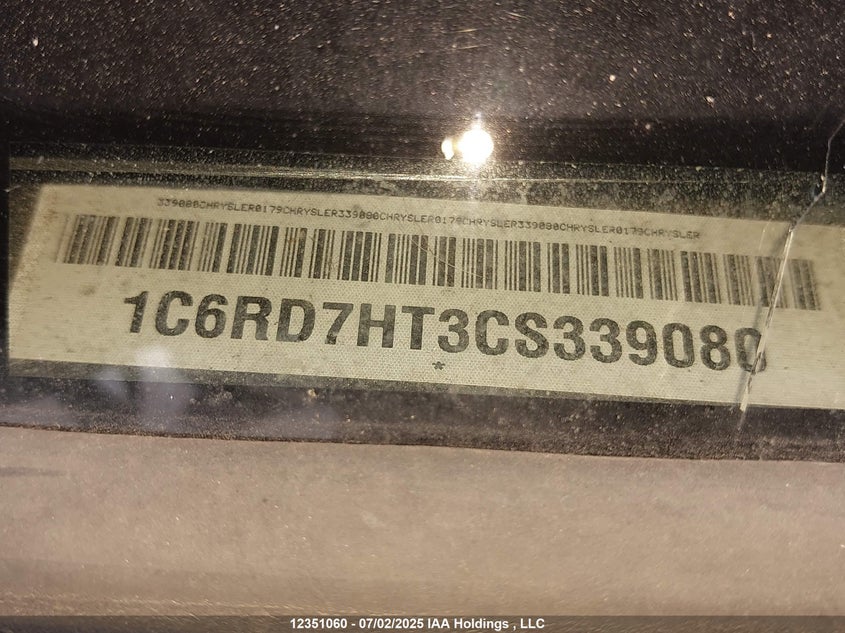 339080CHRYSLER0179CHRYSLER339080CHRYSLER0179CHRYSLER339080CHRYSLER0179CHRYSLER
1C6RD7HT3CS339080
*
12351060 - 07/02/2025 IAA Holdings , LLC